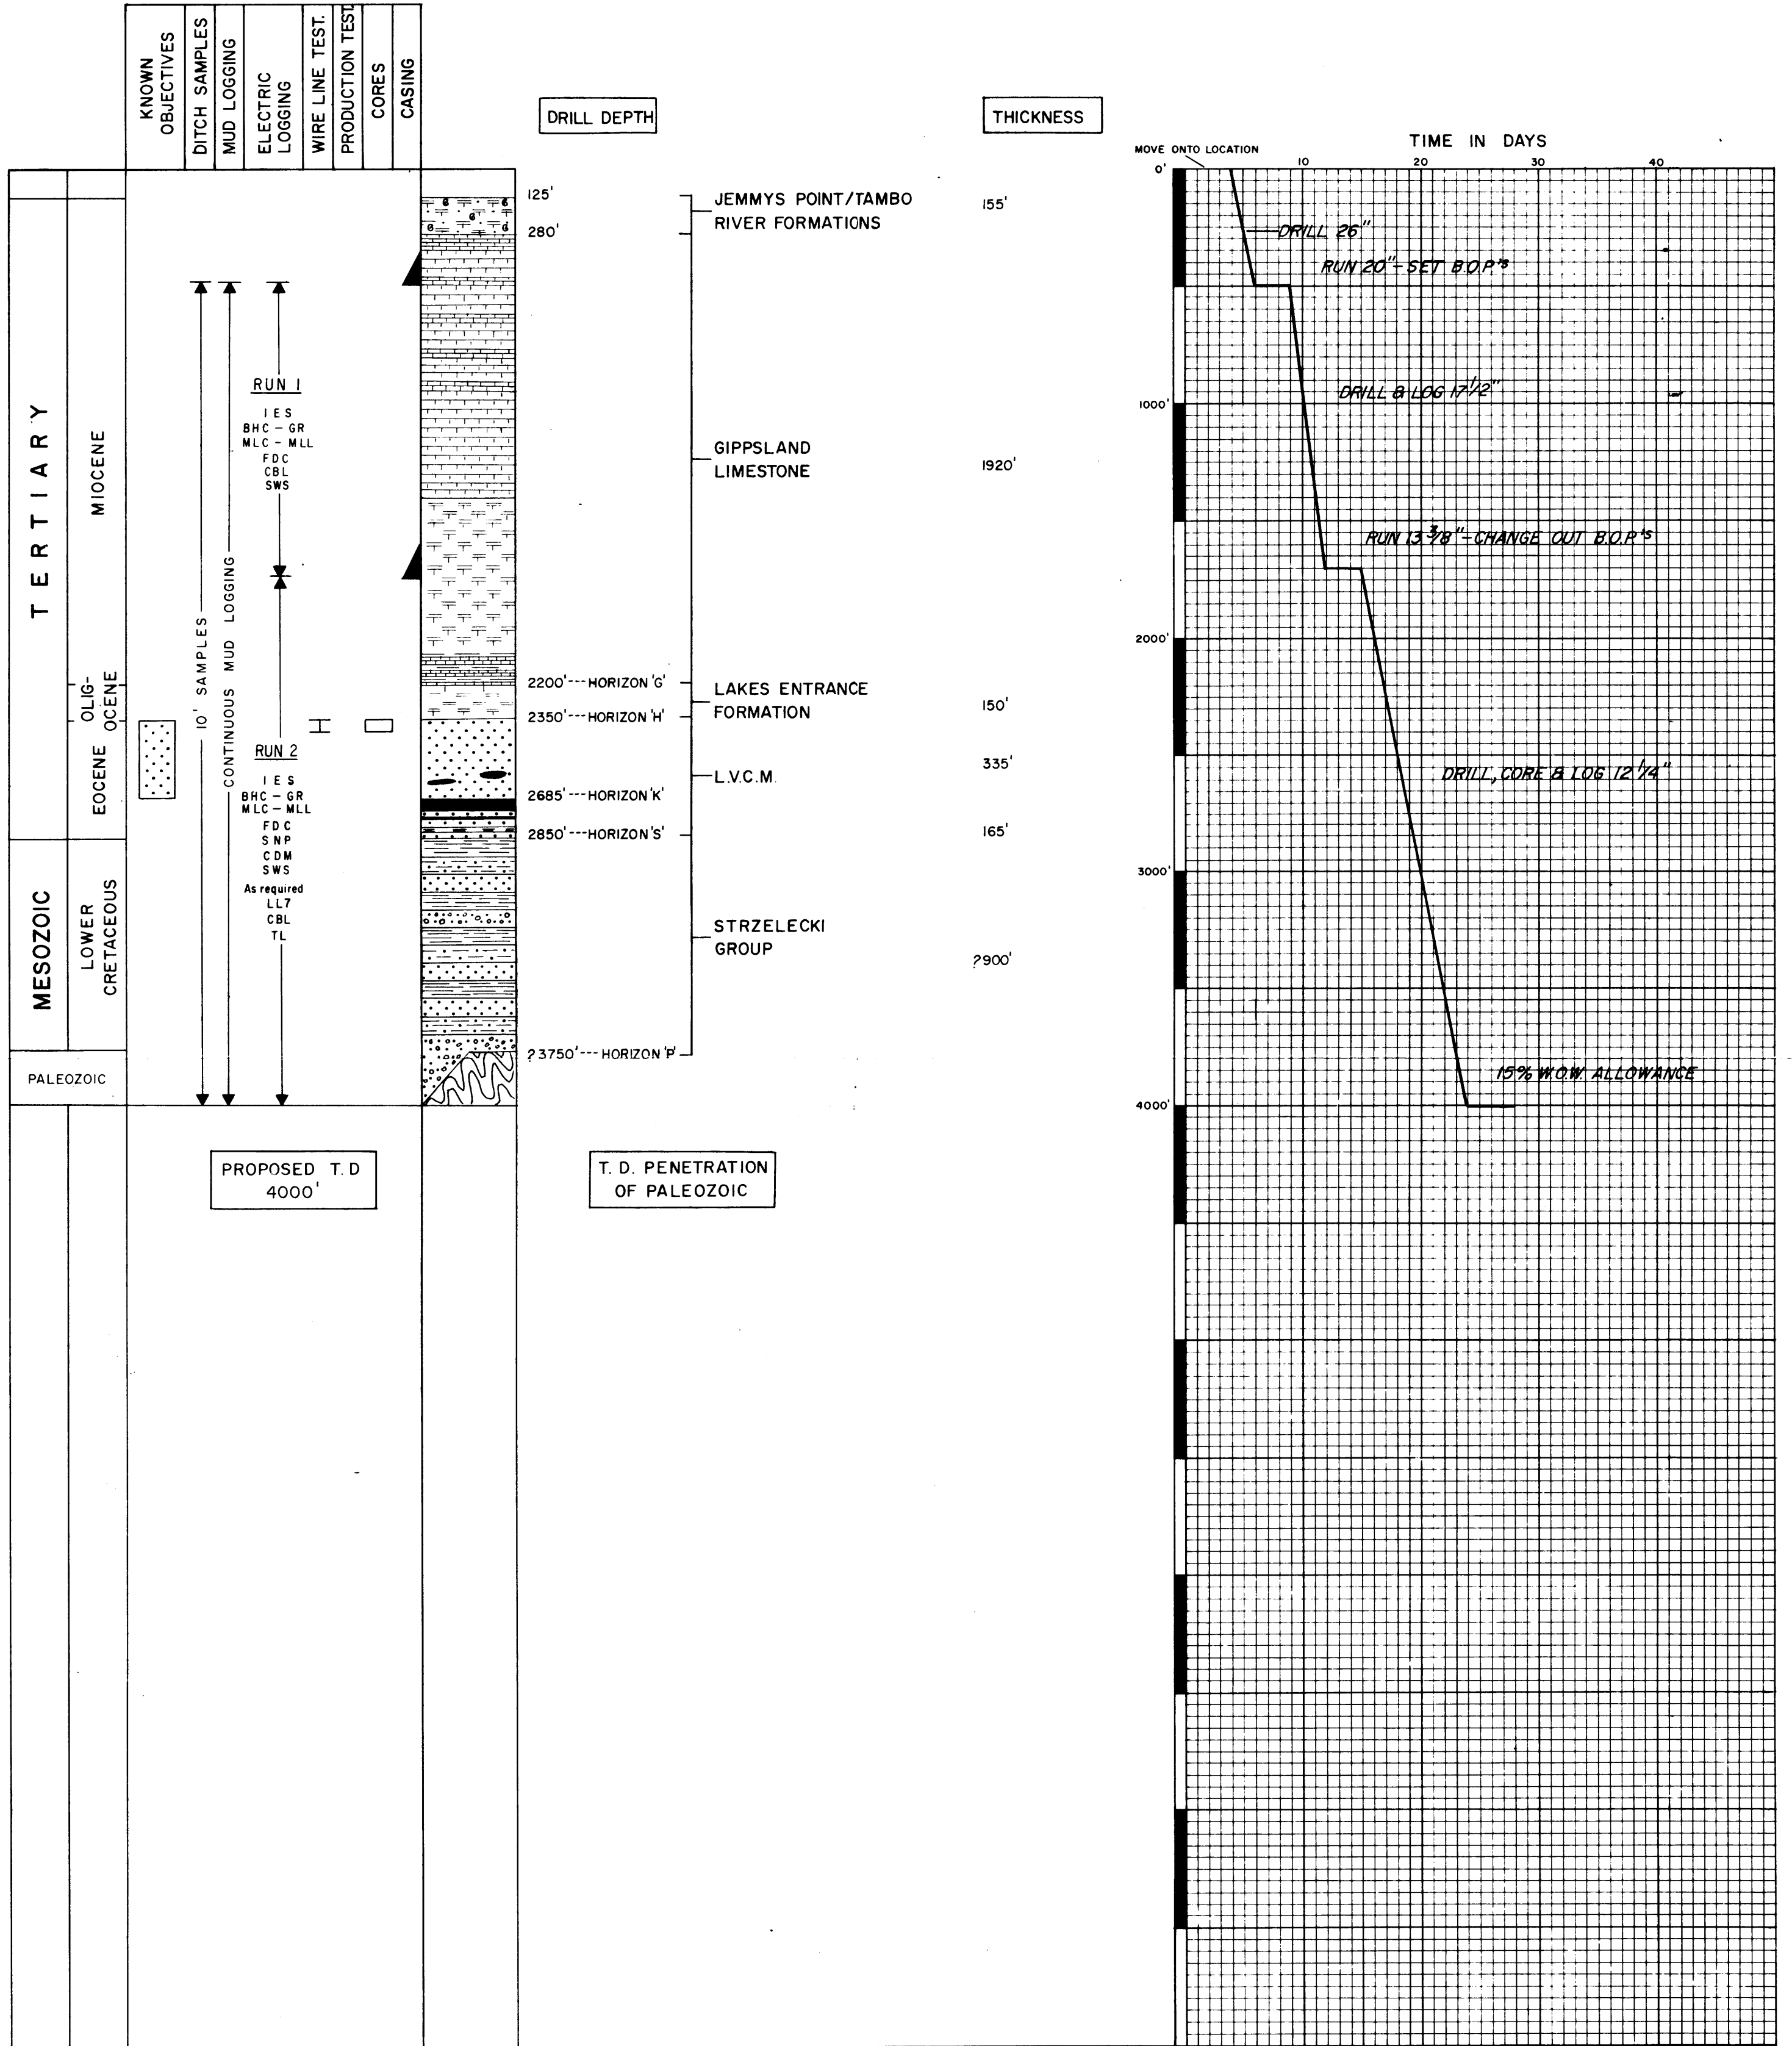 KNOWN
OBJECTIVES
DITCH SAMPLES
MUD LOGGING
ELECTRIC
LOGGING
WIRE LINE TEST.
PRODUCTION TEST.
CORES
CASING
DRILL DEPTH
THICKNESS
TERTIARY
MIOCENE
OLIG-
OCENE
EOCENE
MESOZOIC
LOWER
CRETACEOUS
PALEOZOIC
10' SAMPLES
CONTINUOUS MUD LOGGING
RUN 1
IES
BHC - GR
MLC - MLL
FDC
CBL
SWS
RUN 2
IES
BHC - GR
MLC - MLL
FDC
SNP
CDM
SWS
As required
LL7
CBL
TL
125'
280'
2200' --- HORIZON 'G'
2350' --- HORIZON 'H'
2685' --- HORIZON 'K'
2850' --- HORIZON 'S'
?3750' --- HORIZON 'P'
JEMMYS POINT/TAMBO
RIVER FORMATIONS
GIPPSLAND
LIMESTONE
LAKES ENTRANCE
FORMATION
L.V.C.M.
STRZELECKI
GROUP
155'
1920'
150'
335'
165'
?900'
PROPOSED T.D
4000'
T. D. PENETRATION
OF PALEOZOIC
TIME IN DAYS
MOVE ONTO LOCATION
10
20
30
40
0'
1000'
2000'
3000'
4000'
DRILL 26"
RUN 20" - SET B.O.P's
DRILL & LOG 17 1/2"
RUN 13 3/8" - CHANGE OUT B.O.P's
DRILL, CORE & LOG 12 1/4"
15% W.O.W. ALLOWANCE